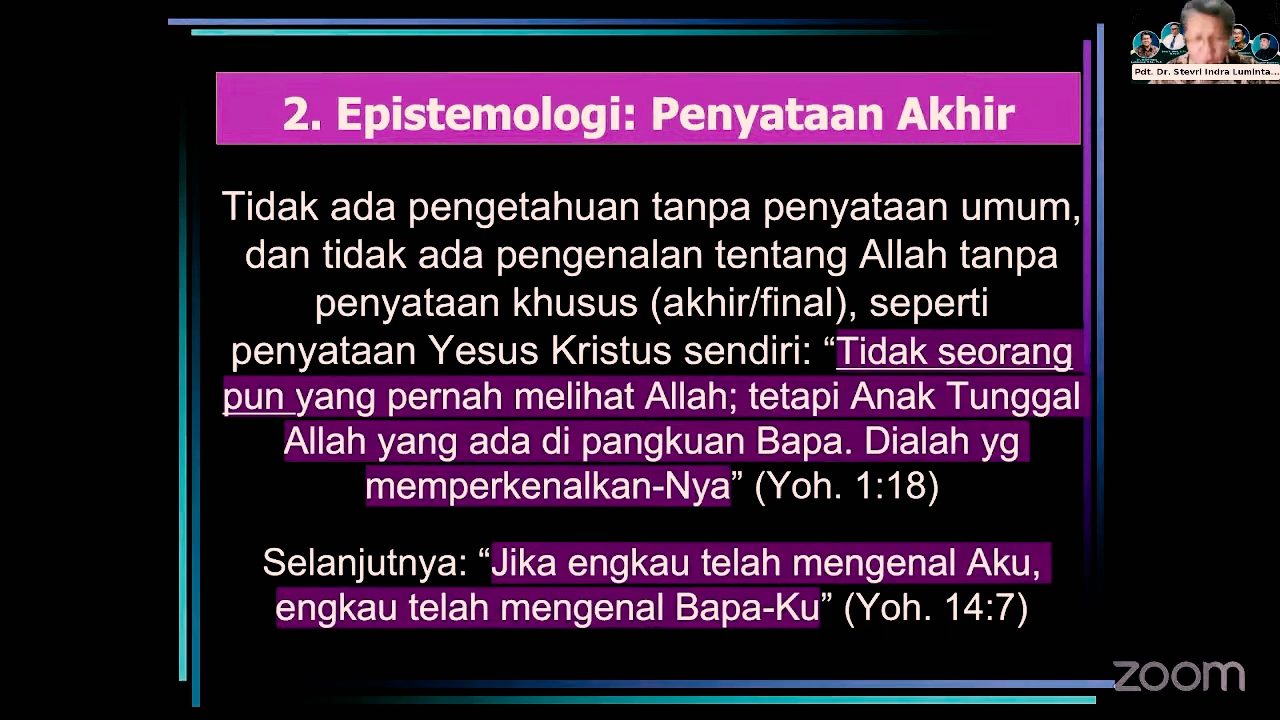 Pdt. Dr. Stevri Indra Luminta...
2. Epistemologi: Penyataan Akhir
Tidak ada pengetahuan tanpa penyataan umum,
dan tidak ada pengenalan tentang Allah tanpa
penyataan khusus (akhir/final), seperti
penyataan Yesus Kristus sendiri: “Tidak seorang
pun yang pernah melihat Allah; tetapi Anak Tunggal
Allah yang ada di pangkuan Bapa. Dialah yg
memperkenalkan-Nya” (Yoh. 1:18)
Selanjutnya: “Jika engkau telah mengenal Aku,
engkau telah mengenal Bapa-Ku” (Yoh. 14:7)
zoom